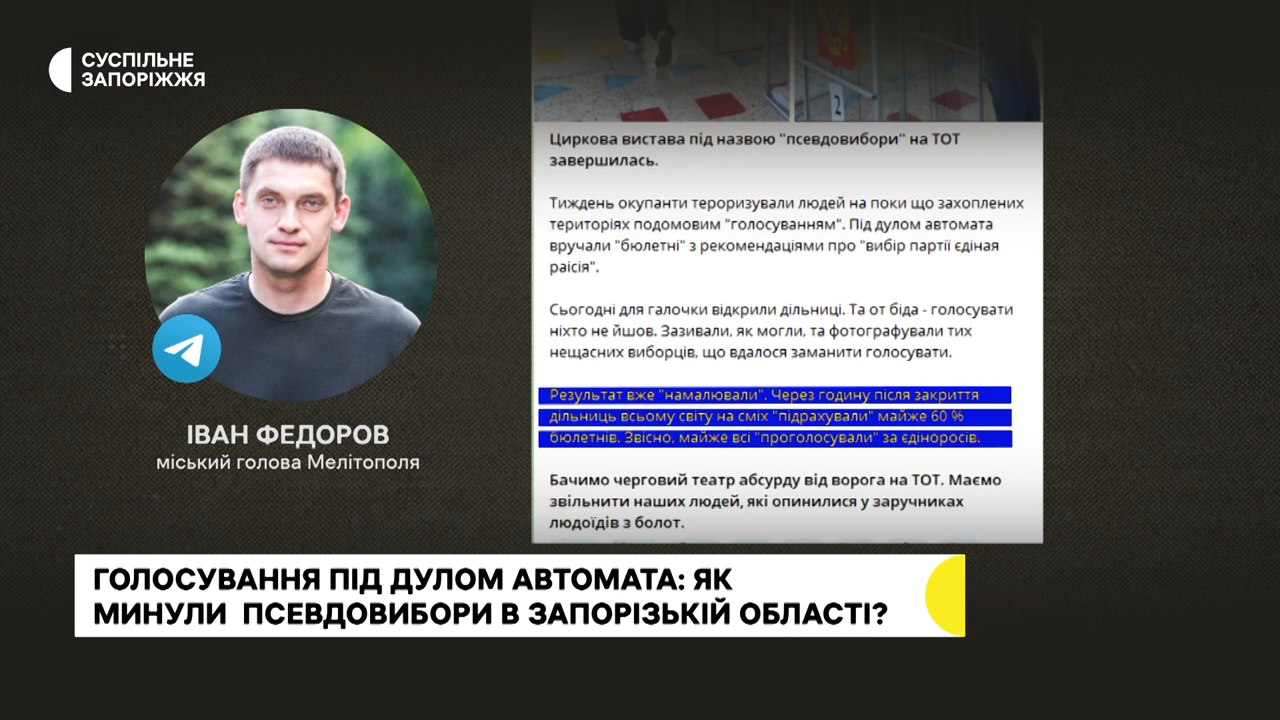 СУСПІЛЬНЕ
ЗАПОРІЖЖЯ
2
Циркова вистава під назвою "псевдовибори" на ТОТ
завершилась.
Тиждень окупанти тероризували людей на поки що захоплених
територіях подомовим "голосуванням". Під дулом автомата
вручали "бюлетні" з рекомендаціями про "вибір партії єдіная
раісія".
Сьогодні для галочки відкрили дільниці. Та от біда - голосувати
ніхто не йшов. Зазивали, як могли, та фотографували тих
нещасних виборців, що вдалося заманити голосувати.
Результат вже "намалювали". Через годину після закриття
дільниць всьому світу на сміх "підрахували" майже 60 %
бюлетнів. Звісно, майже всі "проголосували" за єдіноросів.
Бачимо черговий театр абсурду від ворога на ТОТ. Маємо
звільнити наших людей, які опинилися у заручниках
людоїдів з болот.
ІВАН ФЕДОРОВ
міський голова Мелітополя
ГОЛОСУВАННЯ ПІД ДУЛОМ АВТОМАТА: ЯК
МИНУЛИ ПСЕВДОВИБОРИ В ЗАПОРІЗЬКІЙ ОБЛАСТІ?